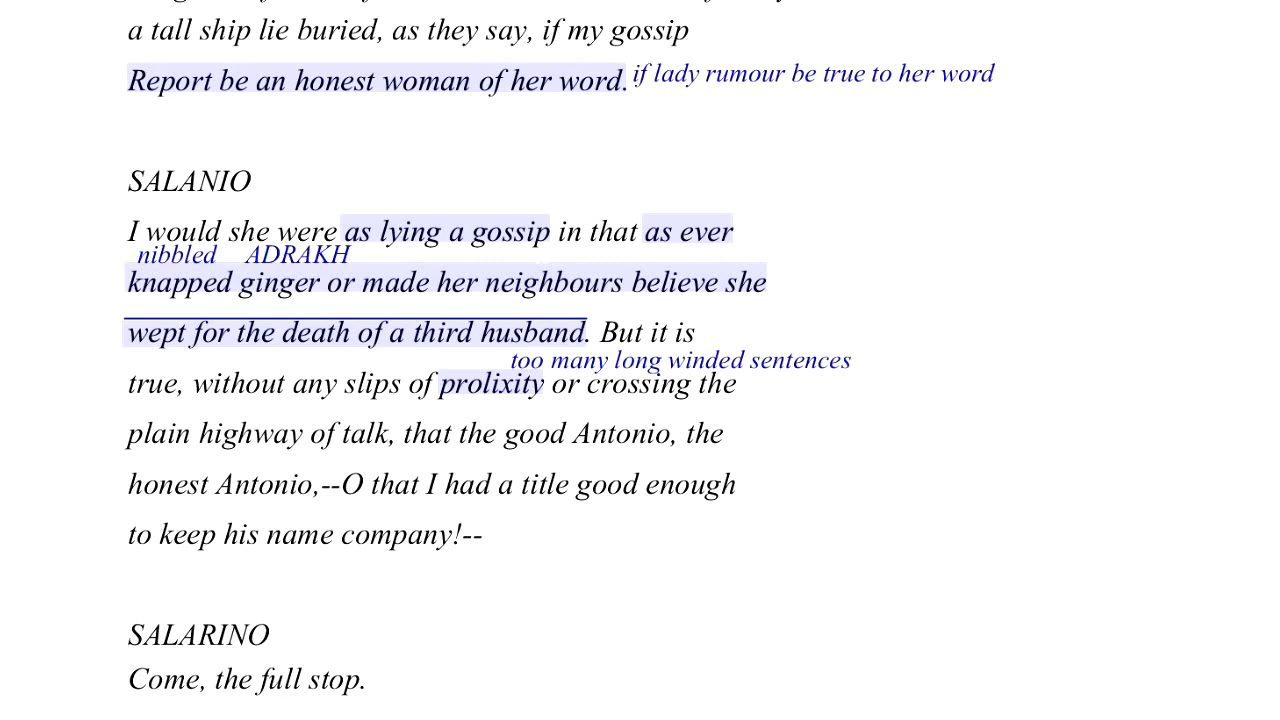 a tall ship lie buried, as they say, if my gossip
Report be an honest woman of her word. if lady rumour be true to her word
SALANIO
I would she were as lying a gossip in that as ever
nibbled ADRAKH
knapped ginger or made her neighbours believe she
wept for the death of a third husband. But it is
too many long winded sentences
true, without any slips of prolixity or crossing the
plain highway of talk, that the good Antonio, the
honest Antonio,--O that I had a title good enough
to keep his name company!--
SALARINO
Come, the full stop.